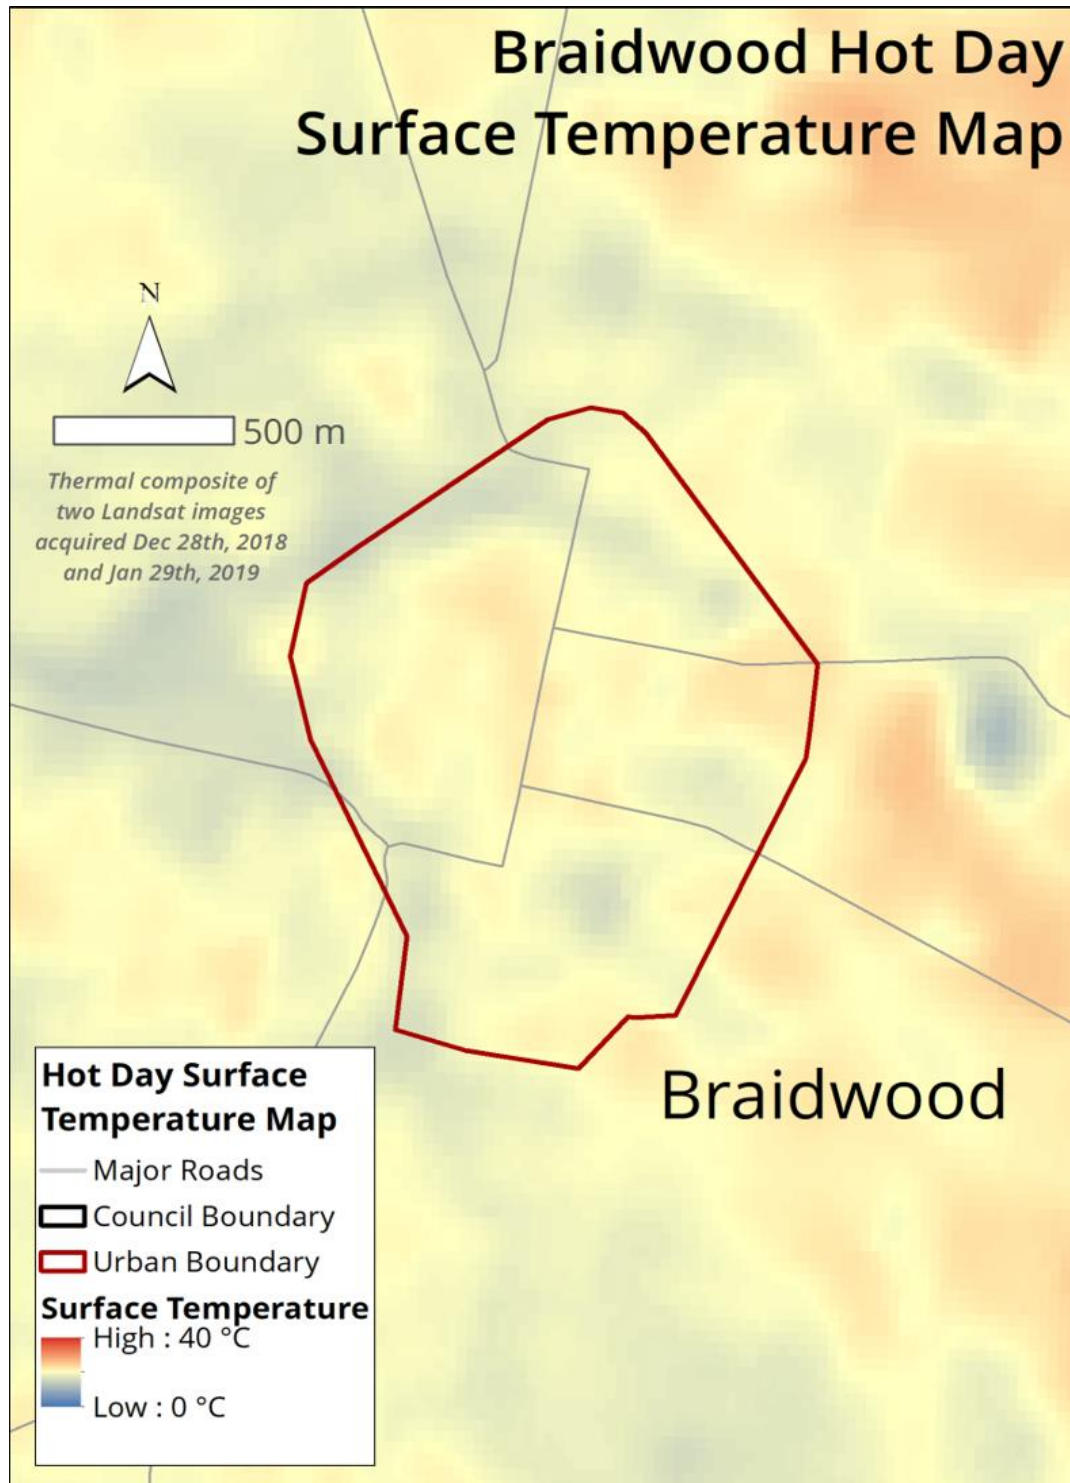 Braidwood Hot Day
Surface Temperature Map
N
500 m
Thermal composite of
two Landsat images
acquired Dec 28th, 2018
and Jan 29th, 2019
Braidwood
Hot Day Surface
Temperature Map
Major Roads
Council Boundary
Urban Boundary
Surface Temperature
High : 40 °C
Low : 0 °C